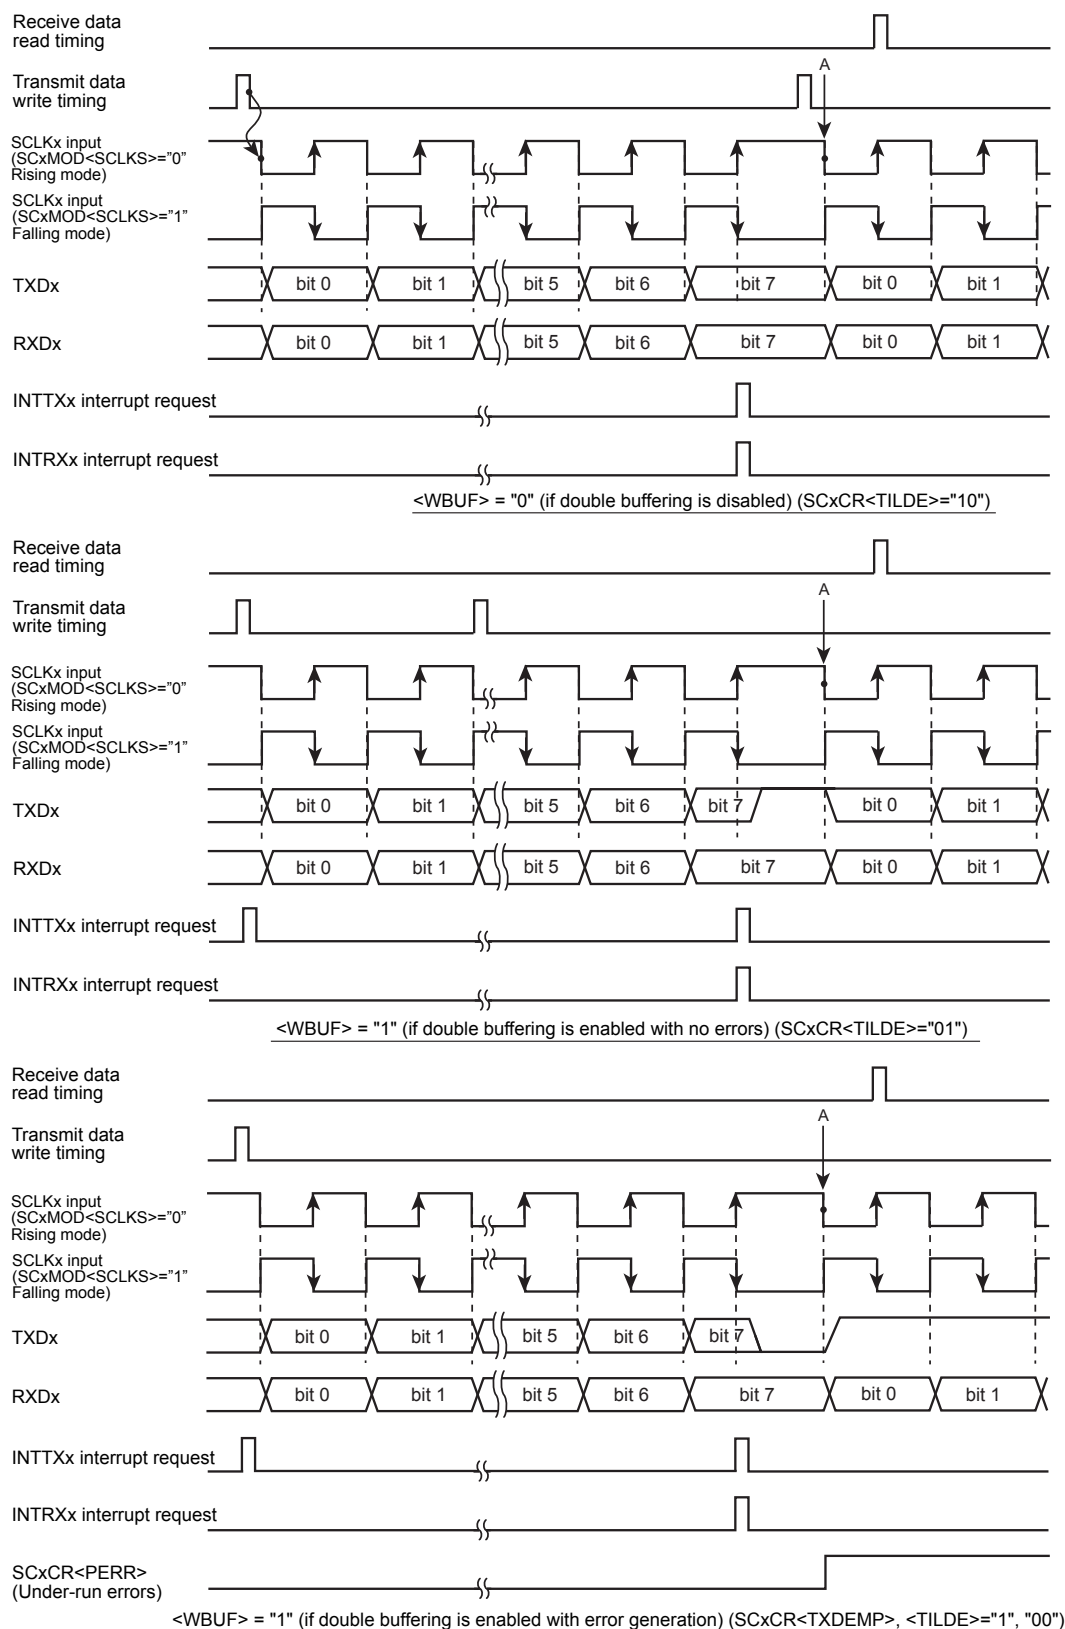 Receive data
read timing
A
Transmit data
write timing
SCLKx input
(SCxMOD<SCLKS>="0"
Rising mode)
SCLKx input
(SCxMOD<SCLKS>="1"
Falling mode)
TXDx bit 0 bit 1 bit 5 bit 6 bit 7 bit 0 bit 1
RXDx bit 0 bit 1 bit 5 bit 6 bit 7 bit 0 bit 1
INTTXx interrupt request
INTRXx interrupt request
<WBUF> = "0" (if double buffering is disabled) (SCxCR<TILDE>="10")
Receive data
read timing
A
Transmit data
write timing
SCLKx input
(SCxMOD<SCLKS>="0"
Rising mode)
SCLKx input
(SCxMOD<SCLKS>="1"
Falling mode)
TXDx bit 0 bit 1 bit 5 bit 6 bit 7 bit 0 bit 1
RXDx bit 0 bit 1 bit 5 bit 6 bit 7 bit 0 bit 1
INTTXx interrupt request
INTRXx interrupt request
<WBUF> = "1" (if double buffering is enabled with no errors) (SCxCR<TILDE>="01")
Receive data
read timing
A
Transmit data
write timing
SCLKx input
(SCxMOD<SCLKS>="0"
Rising mode)
SCLKx input
(SCxMOD<SCLKS>="1"
Falling mode)
TXDx bit 0 bit 1 bit 5 bit 6 bit 7
RXDx bit 0 bit 1 bit 5 bit 6 bit 7 bit 0 bit 1
INTTXx interrupt request
INTRXx interrupt request
SCxCR<PERR>
(Under-run errors)
<WBUF> = "1" (if double buffering is enabled with error generation) (SCxCR<TXDEMP>, <TILDE>="1", "00")